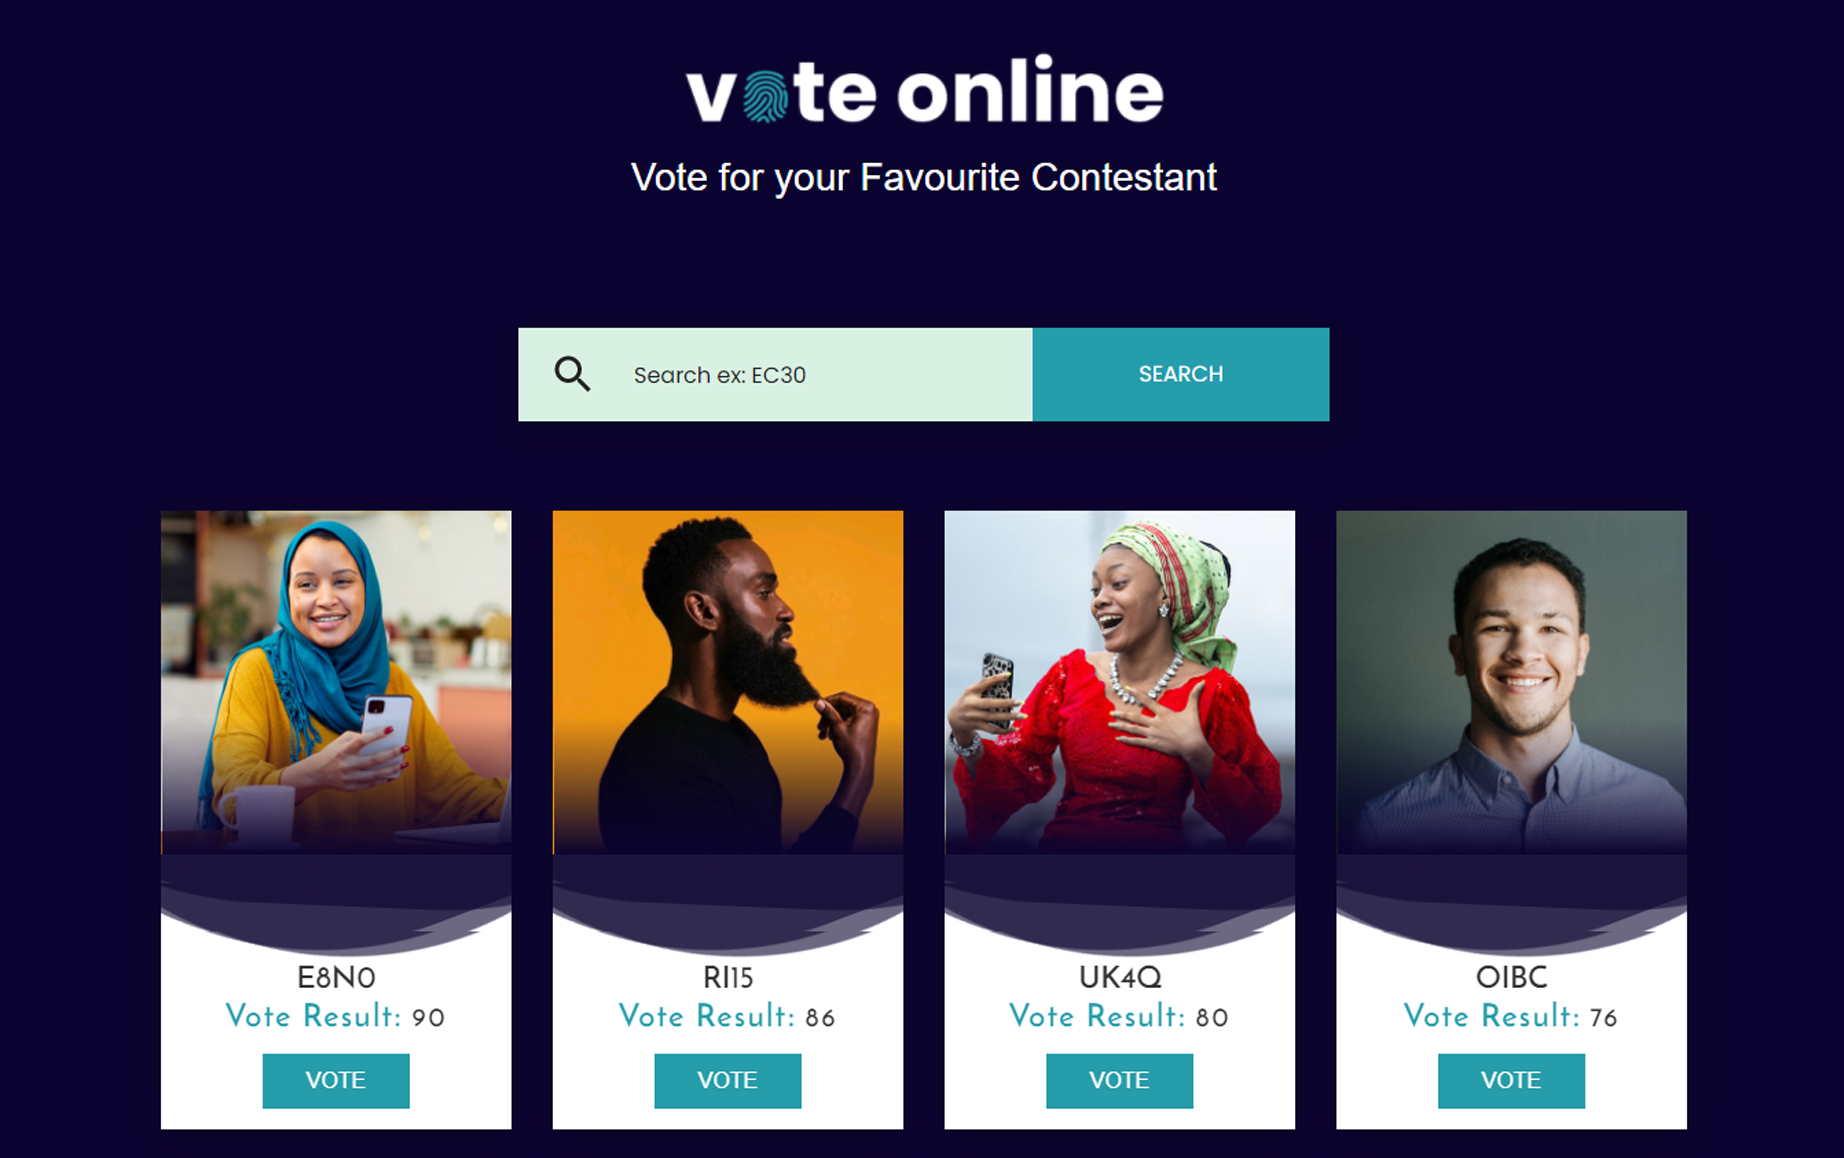 vote online
Vote for your Favourite Contestant
Search ex: EC30
SEARCH
E8N0
Vote Result: 90
VOTE
RI15
Vote Result: 86
VOTE
UK4Q
Vote Result: 80
VOTE
OIBC
Vote Result: 76
VOTE